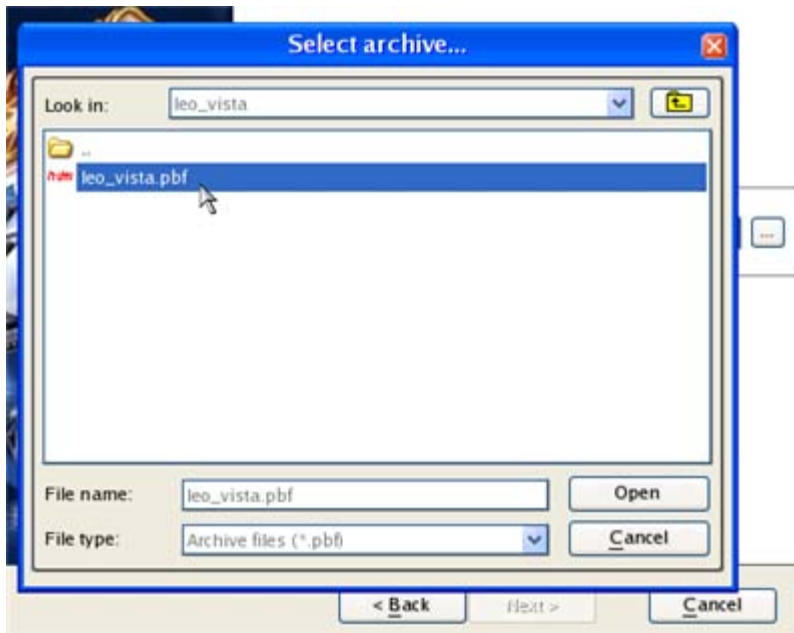 Select archive...
Look in: leo_vista
..
leo_vista.pbf
...
File name: leo_vista.pbf Open
File type: Archive files (*.pbf) Cancel
< Back Next > Cancel